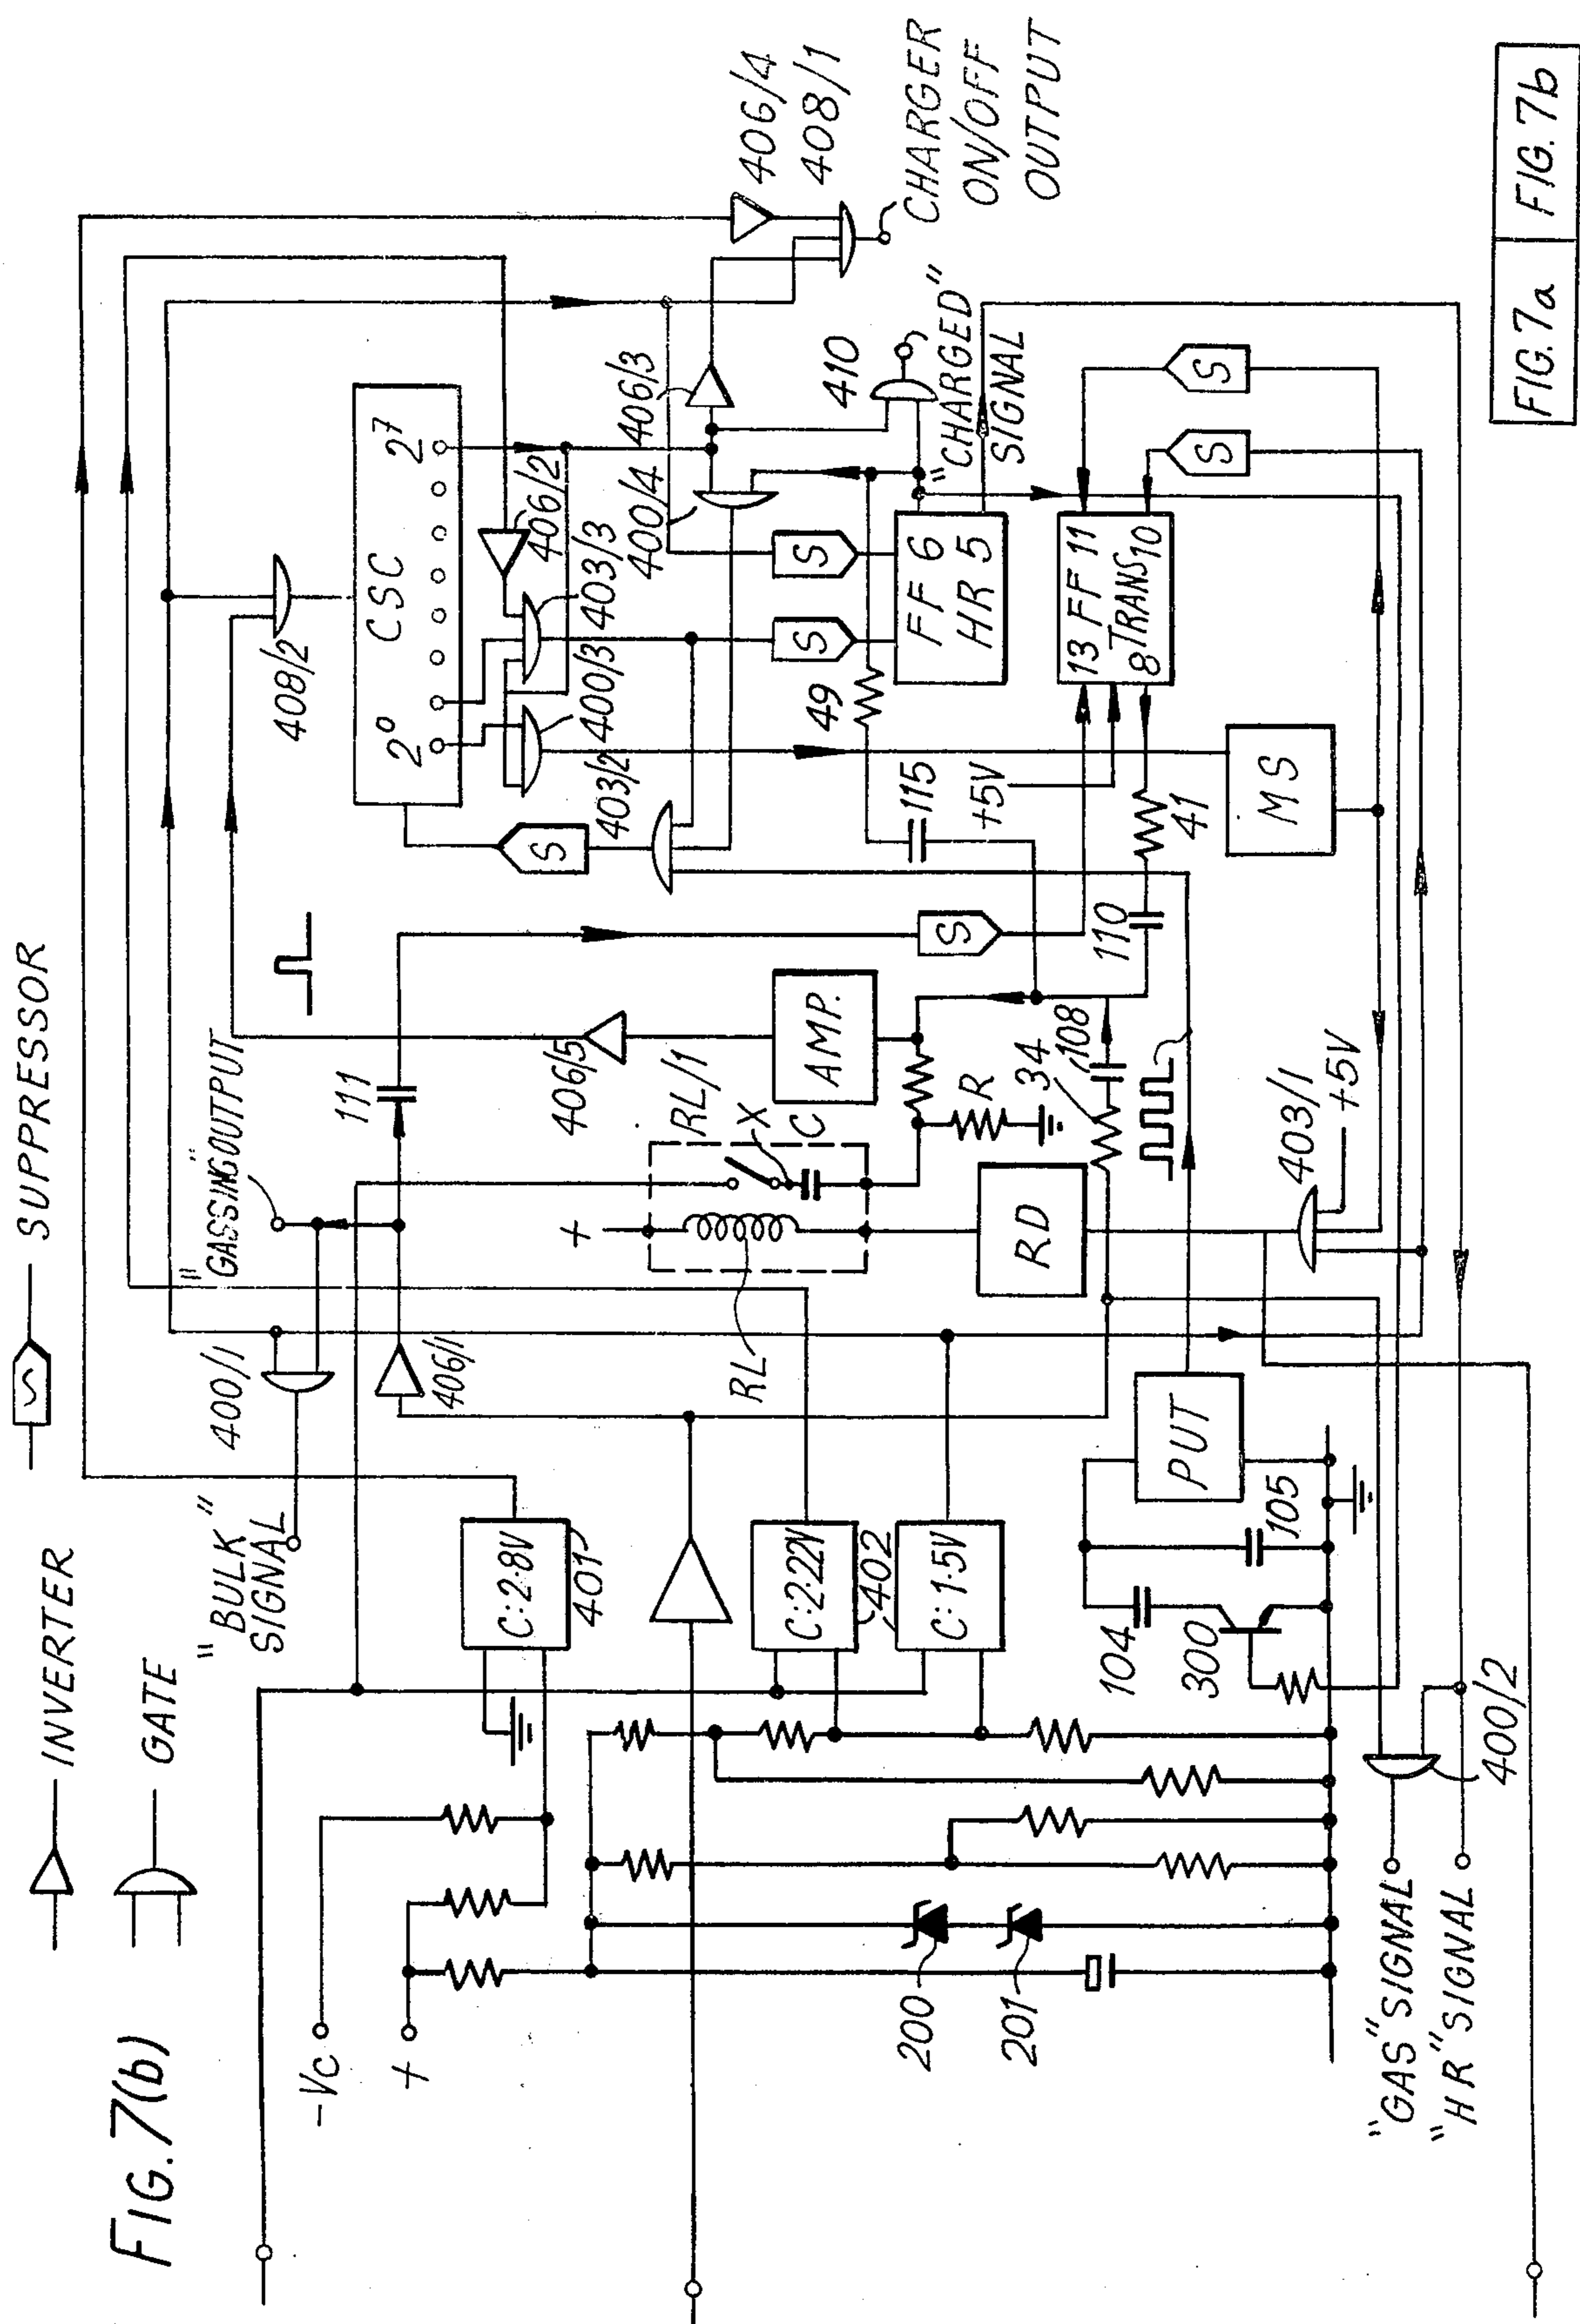 FIG. 7(b)
INVERTER
GATE
S
SUPPRESSOR
-Vc
+
"BULK"
SIGNAL
400/1
"GASSING" OUTPUT
406/1
111
406/5
408/2
CSC
2⁰
2⁷
406/2
403/3
400/3
403/2
S
400/4
406/3
406/4
408/1
CHARGER
ON/OFF
OUTPUT
C:2·8V
401
RL
RL/1
X
C
+
AMP.
R
S
49
115
+5V
S
S
FF 6
HR 5
410
"CHARGED"
SIGNAL
C:2·22V
402
C:1·5V
RD
34
108
110
41
13 FF 11
8 TRANS 10
S
S
MS
200
201
104
300
105
PUT
403/1
+5V
"GAS" SIGNAL
"HR" SIGNAL
400/2
FIG. 7a
FIG. 7b